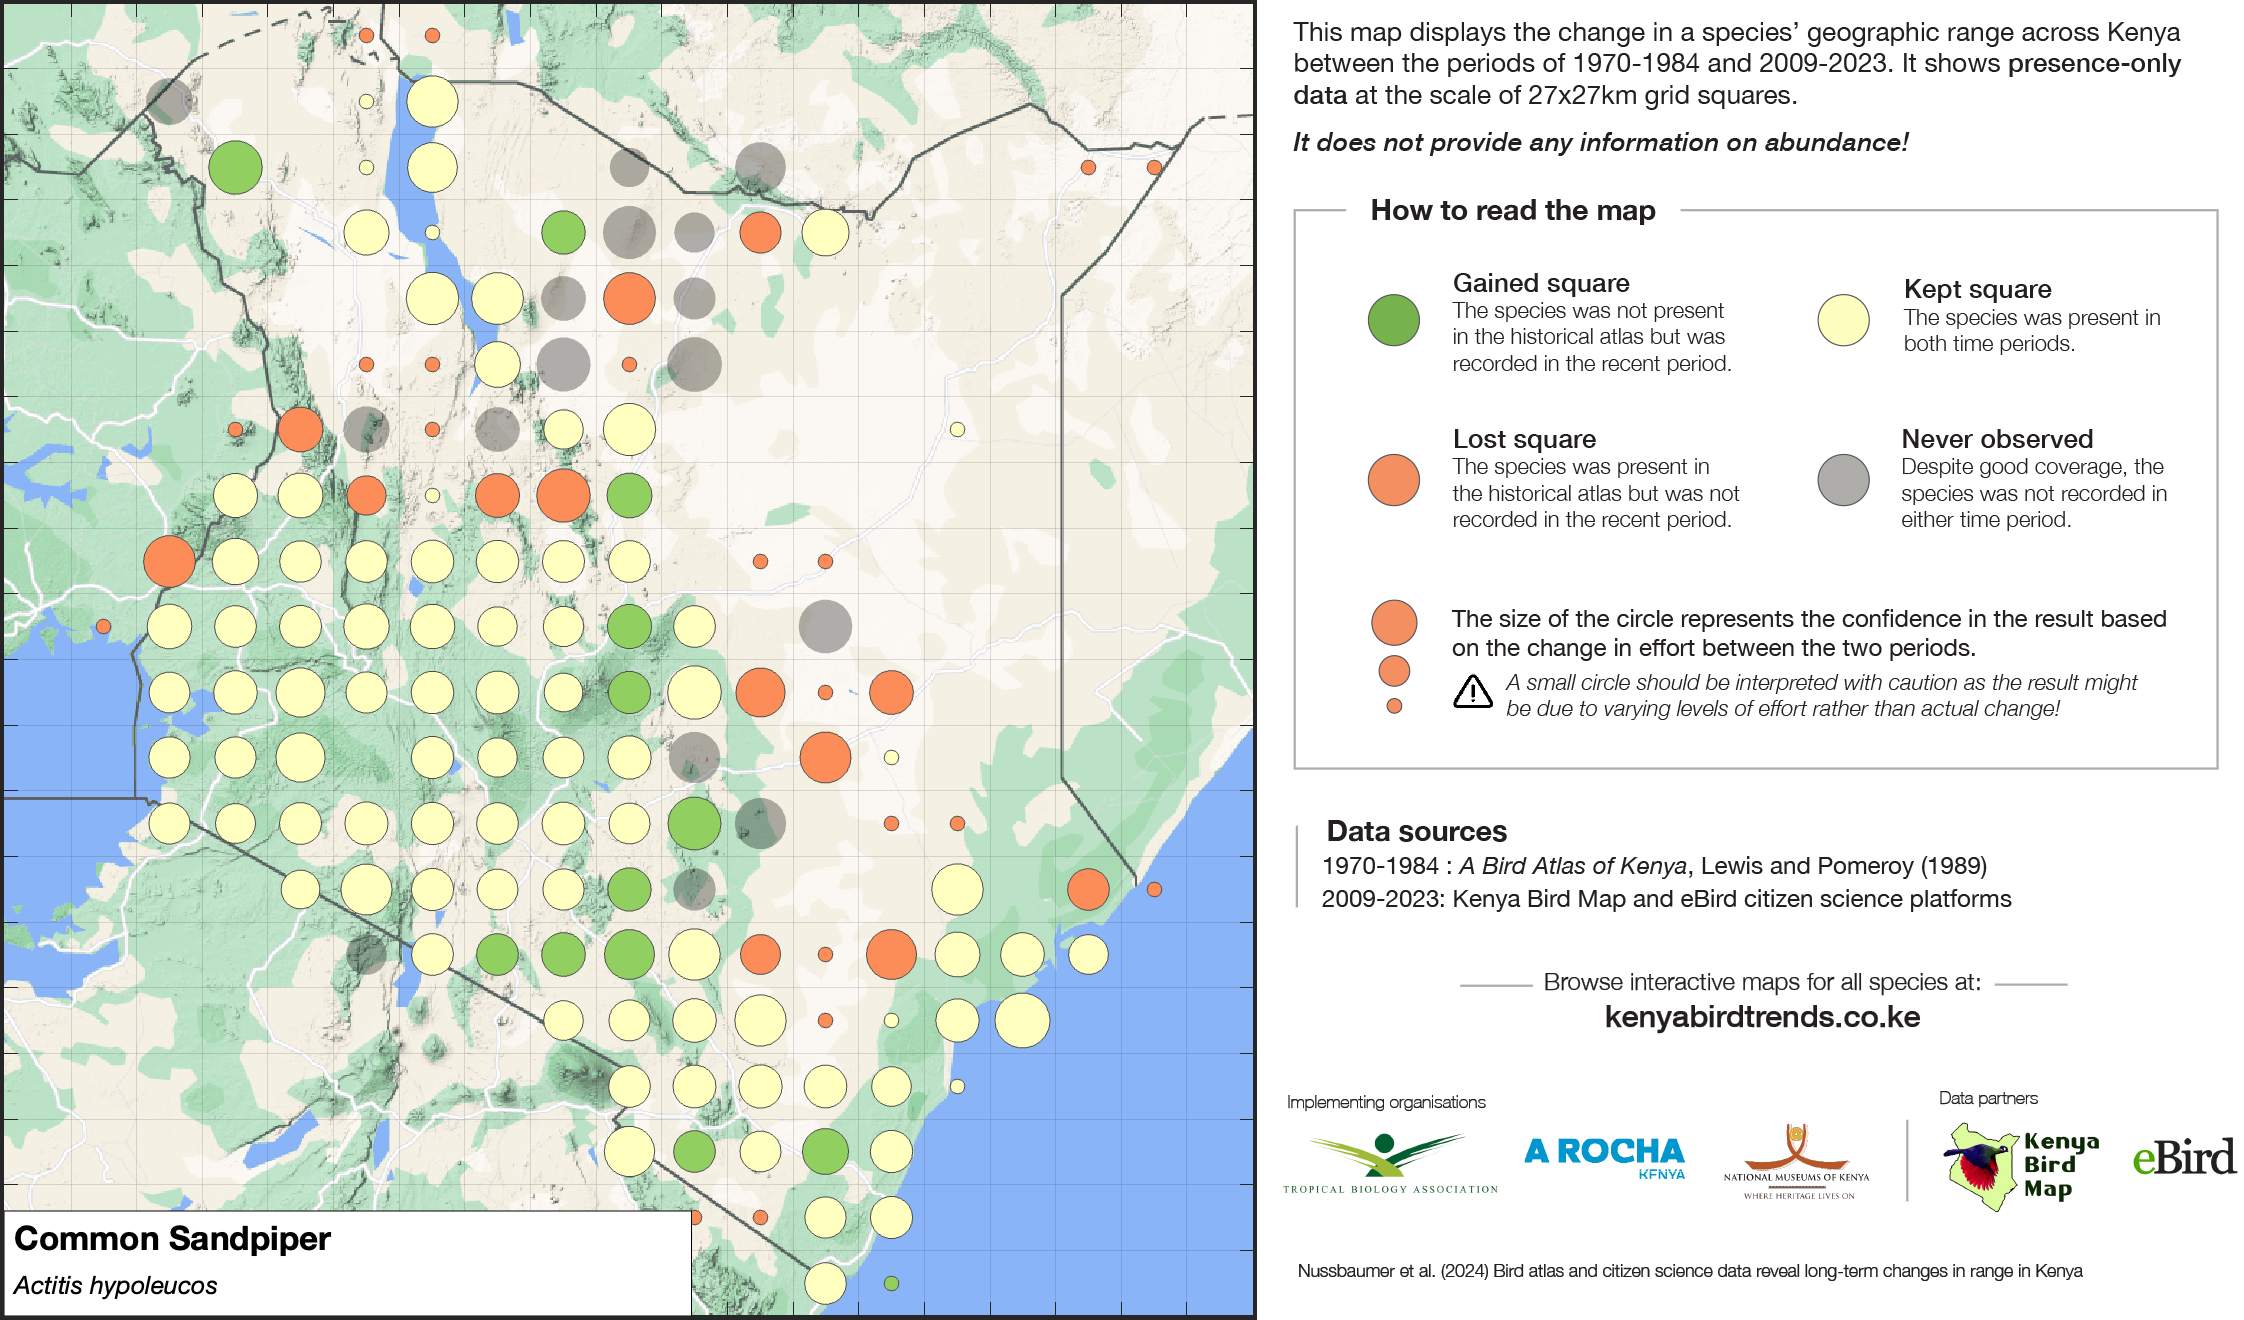 This map displays the change in a species’ geographic range across Kenya
between the periods of 1970-1984 and 2009-2023. It shows presence-only
data at the scale of 27x27km grid squares.
It does not provide any information on abundance!
How to read the map
Gained square
The species was not present
in the historical atlas but was
recorded in the recent period.
Kept square
The species was present in
both time periods.
Lost square
The species was present in
the historical atlas but was not
recorded in the recent period.
Never observed
Despite good coverage, the
species was not recorded in
either time period.
The size of the circle represents the confidence in the result based
on the change in effort between the two periods.
A small circle should be interpreted with caution as the result might
be due to varying levels of effort rather than actual change!
Data sources
1970-1984 : A Bird Atlas of Kenya, Lewis and Pomeroy (1989)
2009-2023: Kenya Bird Map and eBird citizen science platforms
Browse interactive maps for all species at:
kenyabirdtrends.co.ke
Implementing organisations
Data partners
TROPICAL BIOLOGY ASSOCIATION
A ROCHA
KENYA
NATIONAL MUSEUMS OF KENYA
WHERE HERITAGE LIVES ON
Kenya
Bird
Map
eBird
Nussbaumer et al. (2024) Bird atlas and citizen science data reveal long-term changes in range in Kenya
Common Sandpiper
Actitis hypoleucos